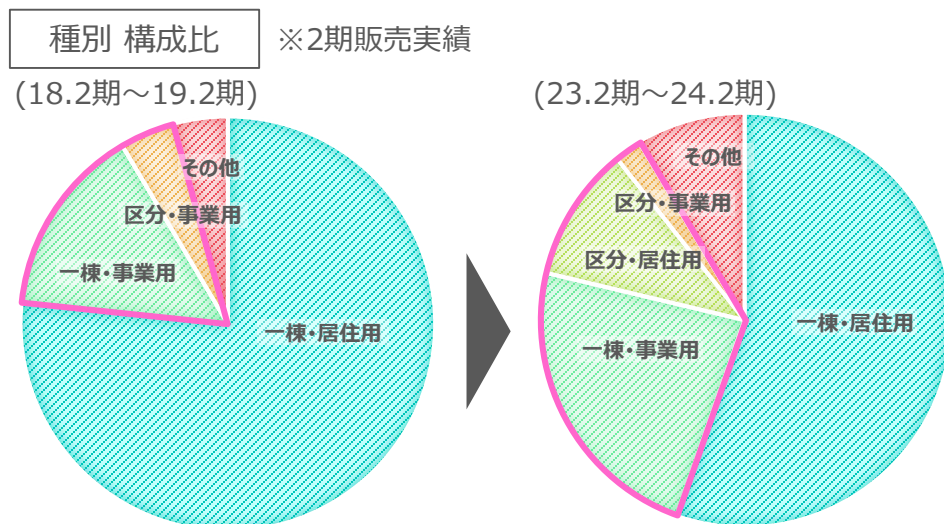 種別 構成比
※2期販売実績
(18.2期～19.2期)
(23.2期～24.2期)
その他
区分・事業用
一棟・事業用
一棟・居住用
その他
区分・事業用
区分・居住用
一棟・事業用
一棟・居住用